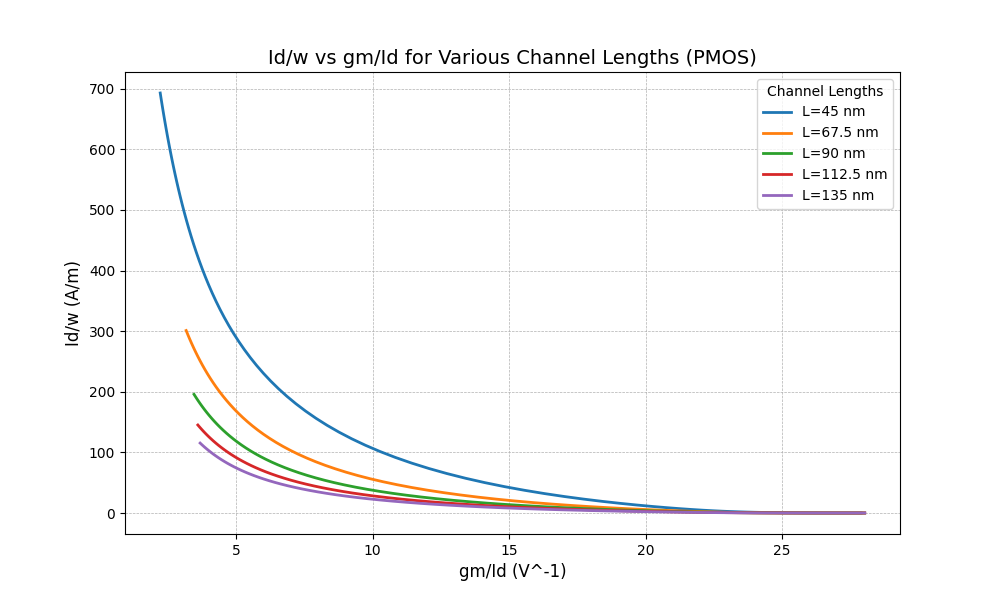 Id/w vs gm/Id for Various Channel Lengths (PMOS)
Channel Lengths
L=45 nm
L=67.5 nm
L=90 nm
L=112.5 nm
L=135 nm
Id/w (A/m)
700
600
500
400
300
200
100
0
5
10
15
20
25
gm/Id (V^-1)